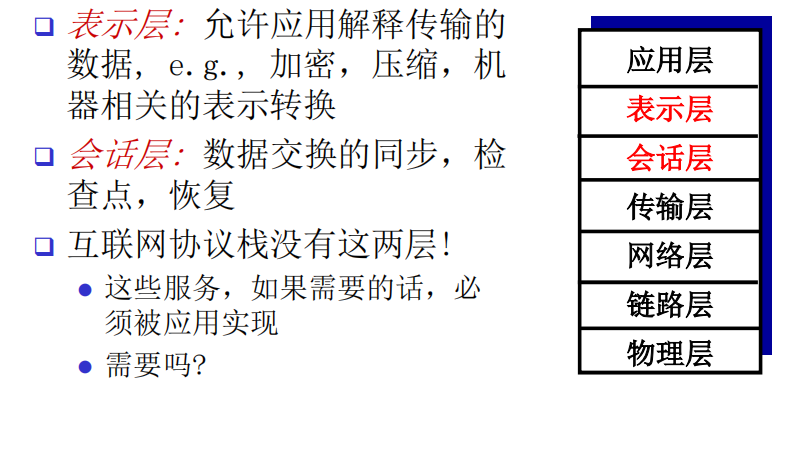 表示层: 允许应用解释传输的
数据, e.g., 加密，压缩，机
器相关的表示转换
会话层: 数据交换的同步，检
查点，恢复
互联网协议栈没有这两层!
这些服务，如果需要的话，必
须被应用实现
需要吗?
应用层
表示层
会话层
传输层
网络层
链路层
物理层